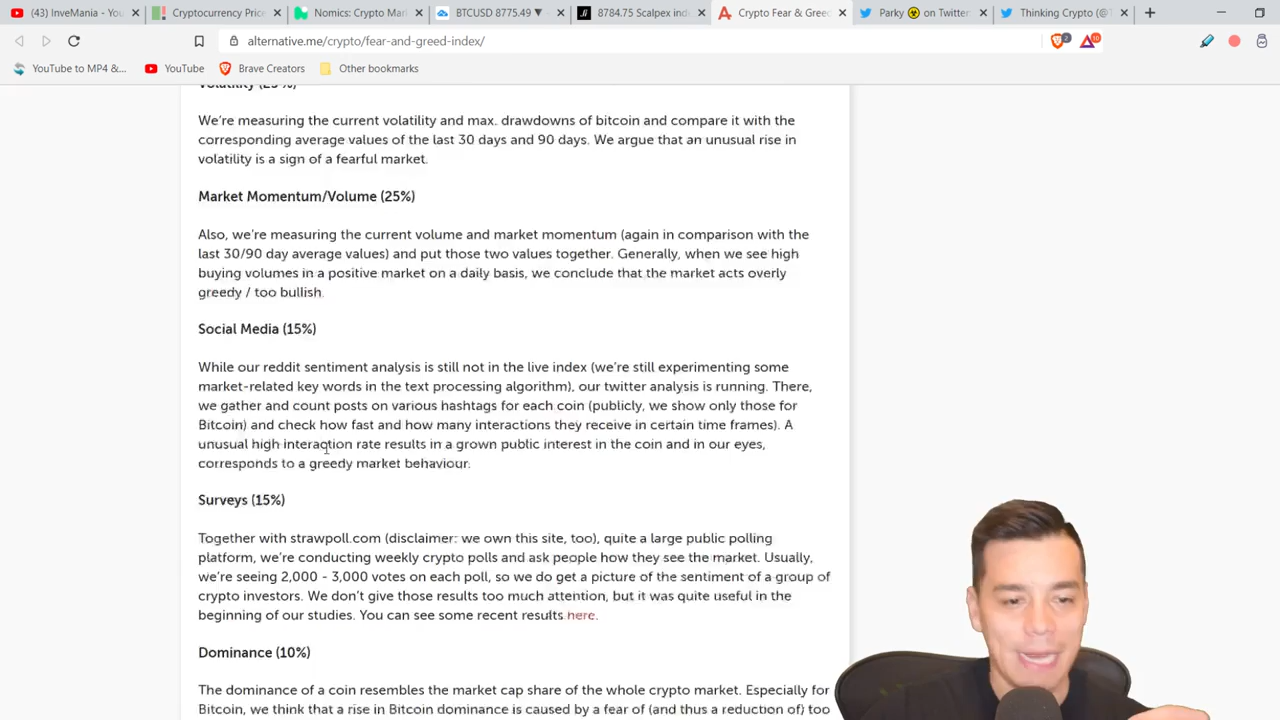 (43) InveMania - You
Cryptocurrency Price
Nomics: Crypto Mar
BTCUSD 8775.49 ▼
8784.75 Scalpex ind
Crypto Fear & Greed
Parky ☣ on Twitter
Thinking Crypto (@T
alternative.me/crypto/fear-and-greed-index/
2
10
YouTube to MP4 &...
YouTube
Brave Creators
Other bookmarks
Volatility (25%)
We're measuring the current volatility and max. drawdowns of bitcoin and compare it with the
corresponding average values of the last 30 days and 90 days. We argue that an unusual rise in
volatility is a sign of a fearful market.
Market Momentum/Volume (25%)
Also, we're measuring the current volume and market momentum (again in comparison with the
last 30/90 day average values) and put those two values together. Generally, when we see high
buying volumes in a positive market on a daily basis, we conclude that the market acts overly
greedy / too bullish.
Social Media (15%)
While our reddit sentiment analysis is still not in the live index (we're still experimenting some
market-related key words in the text processing algorithm), our twitter analysis is running. There,
we gather and count posts on various hashtags for each coin (publicly, we show only those for
Bitcoin) and check how fast and how many interactions they receive in certain time frames). A
unusual high interaction rate results in a grown public interest in the coin and in our eyes,
corresponds to a greedy market behaviour.
Surveys (15%)
Together with strawpoll.com (disclaimer: we own this site, too), quite a large public polling
platform, we're conducting weekly crypto polls and ask people how they see the market. Usually,
we're seeing 2,000 - 3,000 votes on each poll, so we do get a picture of the sentiment of a group of
crypto investors. We don't give those results too much attention, but it was quite useful in the
beginning of our studies. You can see some recent results here.
Dominance (10%)
The dominance of a coin resembles the market cap share of the whole crypto market. Especially for
Bitcoin, we think that a rise in Bitcoin dominance is caused by a fear of (and thus a reduction of) too